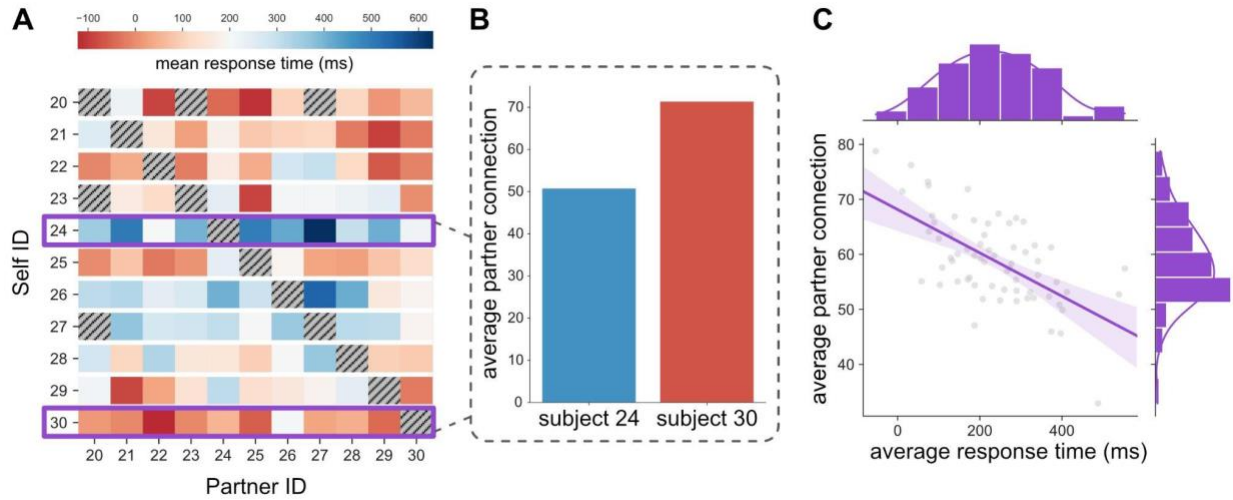 A
−100 0 100 200 300 400 500 600
mean response time (ms)
Self ID
20
21
22
23
24
25
26
27
28
29
30
20 21 22 23 24 25 26 27 28 29 30
Partner ID
B
average partner connection
70
60
50
40
30
20
10
0
subject 24 subject 30
C
average partner connection
80
70
60
50
40
0 200 400
average response time (ms)